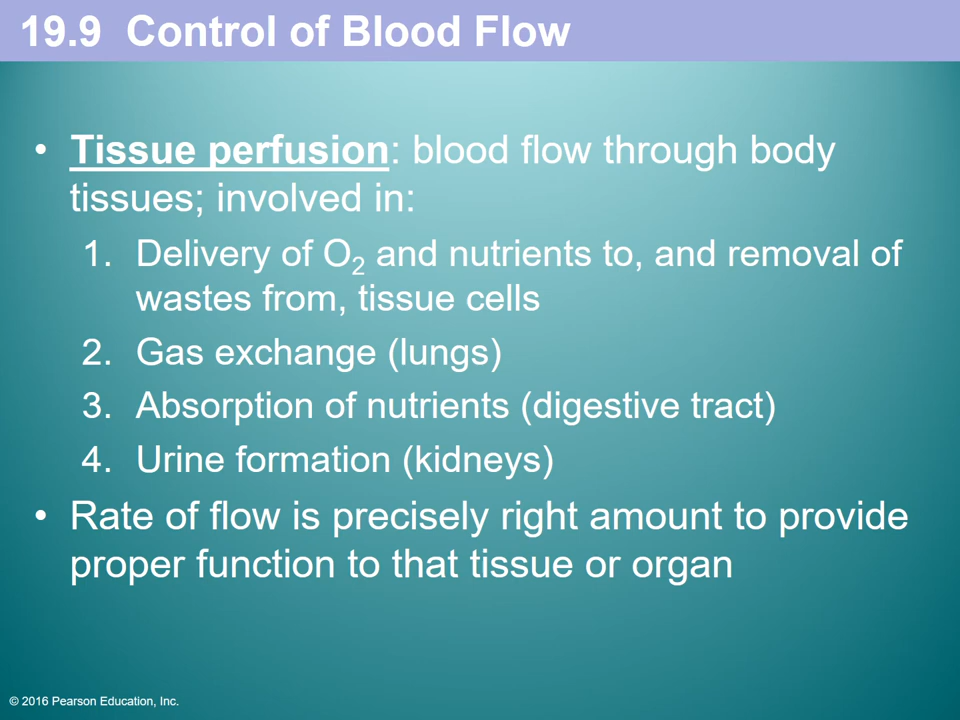 19.9 Control of Blood Flow
• Tissue perfusion: blood flow through body
tissues; involved in:
1. Delivery of O₂ and nutrients to, and removal of
wastes from, tissue cells
2. Gas exchange (lungs)
3. Absorption of nutrients (digestive tract)
4. Urine formation (kidneys)
• Rate of flow is precisely right amount to provide
proper function to that tissue or organ
© 2016 Pearson Education, Inc.